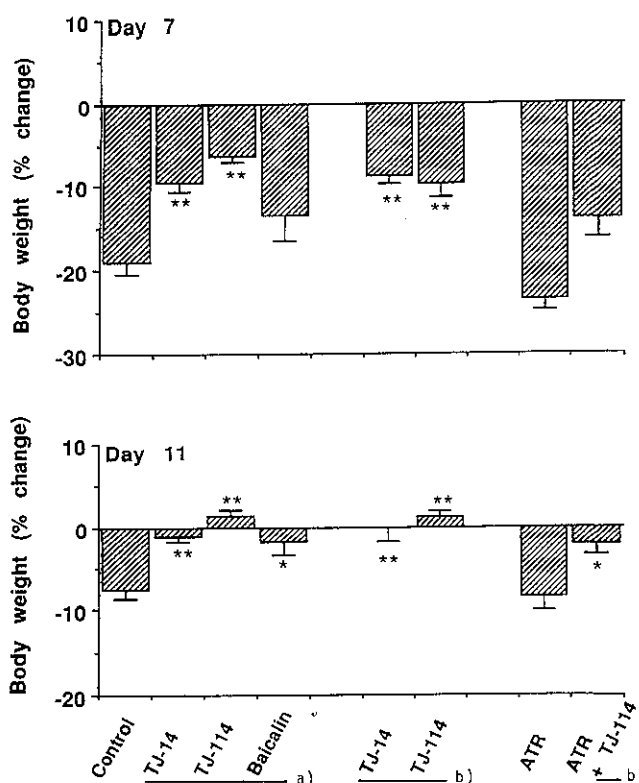 Day 7
Body weight (% change)
10
0
-10
-20
-30
**
**
**
**
Day 11
Body weight (% change)
10
0
-10
-20
**
**
*
**
**
*
Control
TJ-14
TJ-114
Baicalin
a)
TJ-14
TJ-114
b)
ATR
ATR
+ TJ-114
b